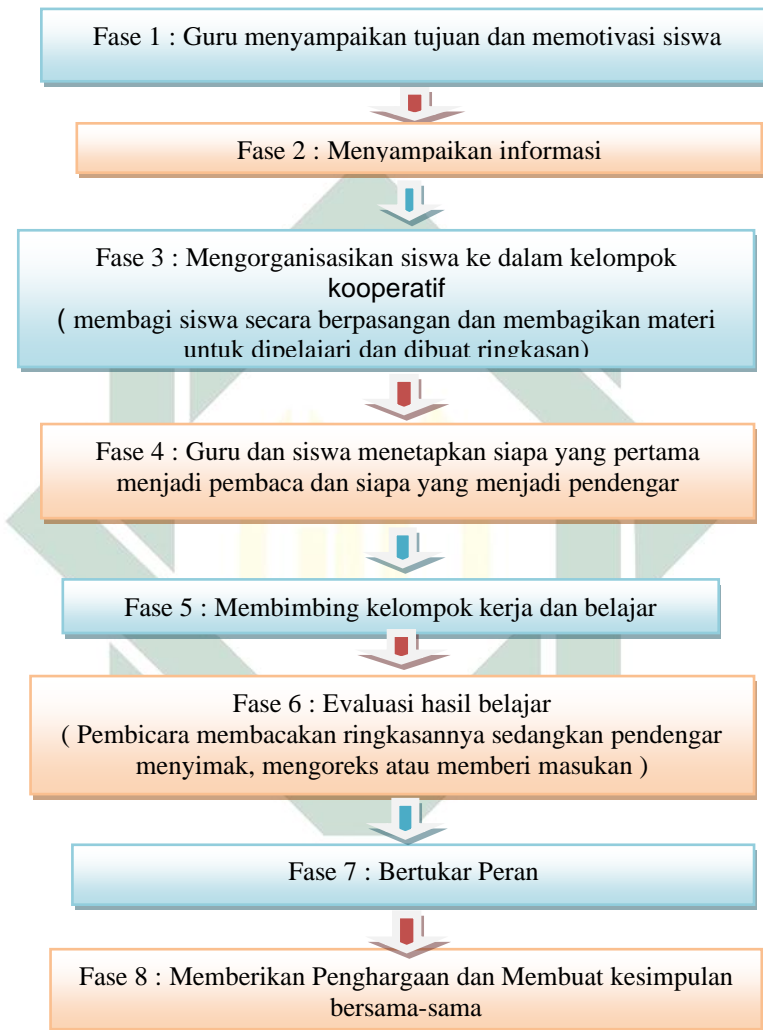 Fase 1 : Guru menyampaikan tujuan dan memotivasi siswa
Fase 2 : Menyampaikan informasi
Fase 3 : Mengorganisasikan siswa ke dalam kelompok
kooperatif
( membagi siswa secara berpasangan dan membagikan materi
untuk dipelajari dan dibuat ringkasan)
Fase 4 : Guru dan siswa menetapkan siapa yang pertama
menjadi pembaca dan siapa yang menjadi pendengar
Fase 5 : Membimbing kelompok kerja dan belajar
Fase 6 : Evaluasi hasil belajar
( Pembicara membacakan ringkasannya sedangkan pendengar
menyimak, mengoreks atau memberi masukan )
Fase 7 : Bertukar Peran
Fase 8 : Memberikan Penghargaan dan Membuat kesimpulan
bersama-sama